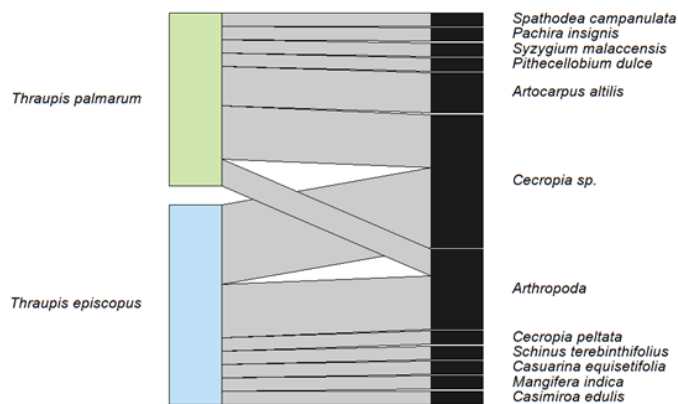 Spathodea campanulata
Pachira insignis
Syzygium malaccensis
Pithecellobium dulce
Thraupis palmarum
Artocarpus altilis
Cecropia sp.
Arthropoda
Thraupis episcopus
Cecropia peltata
Schinus terebinthifolius
Casuarina equisetifolia
Mangifera indica
Casimiroa edulis